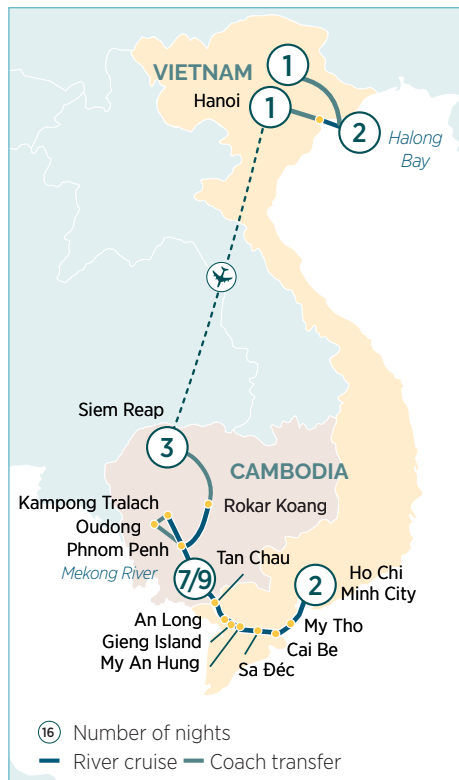 VIETNAM
1
Hanoi
1
2
Halong
Bay
Siem Reap
3
CAMBODIA
Kampong Tralach
Rokar Koang
Oudong
Phnom Penh
Mekong River
Tan Chau
7/9
2
Ho Chi
Minh City
An Long
Gieng Island
My An Hung
My Tho
Cai Be
Sa Déc
16 Number of nights
River cruise
Coach transfer